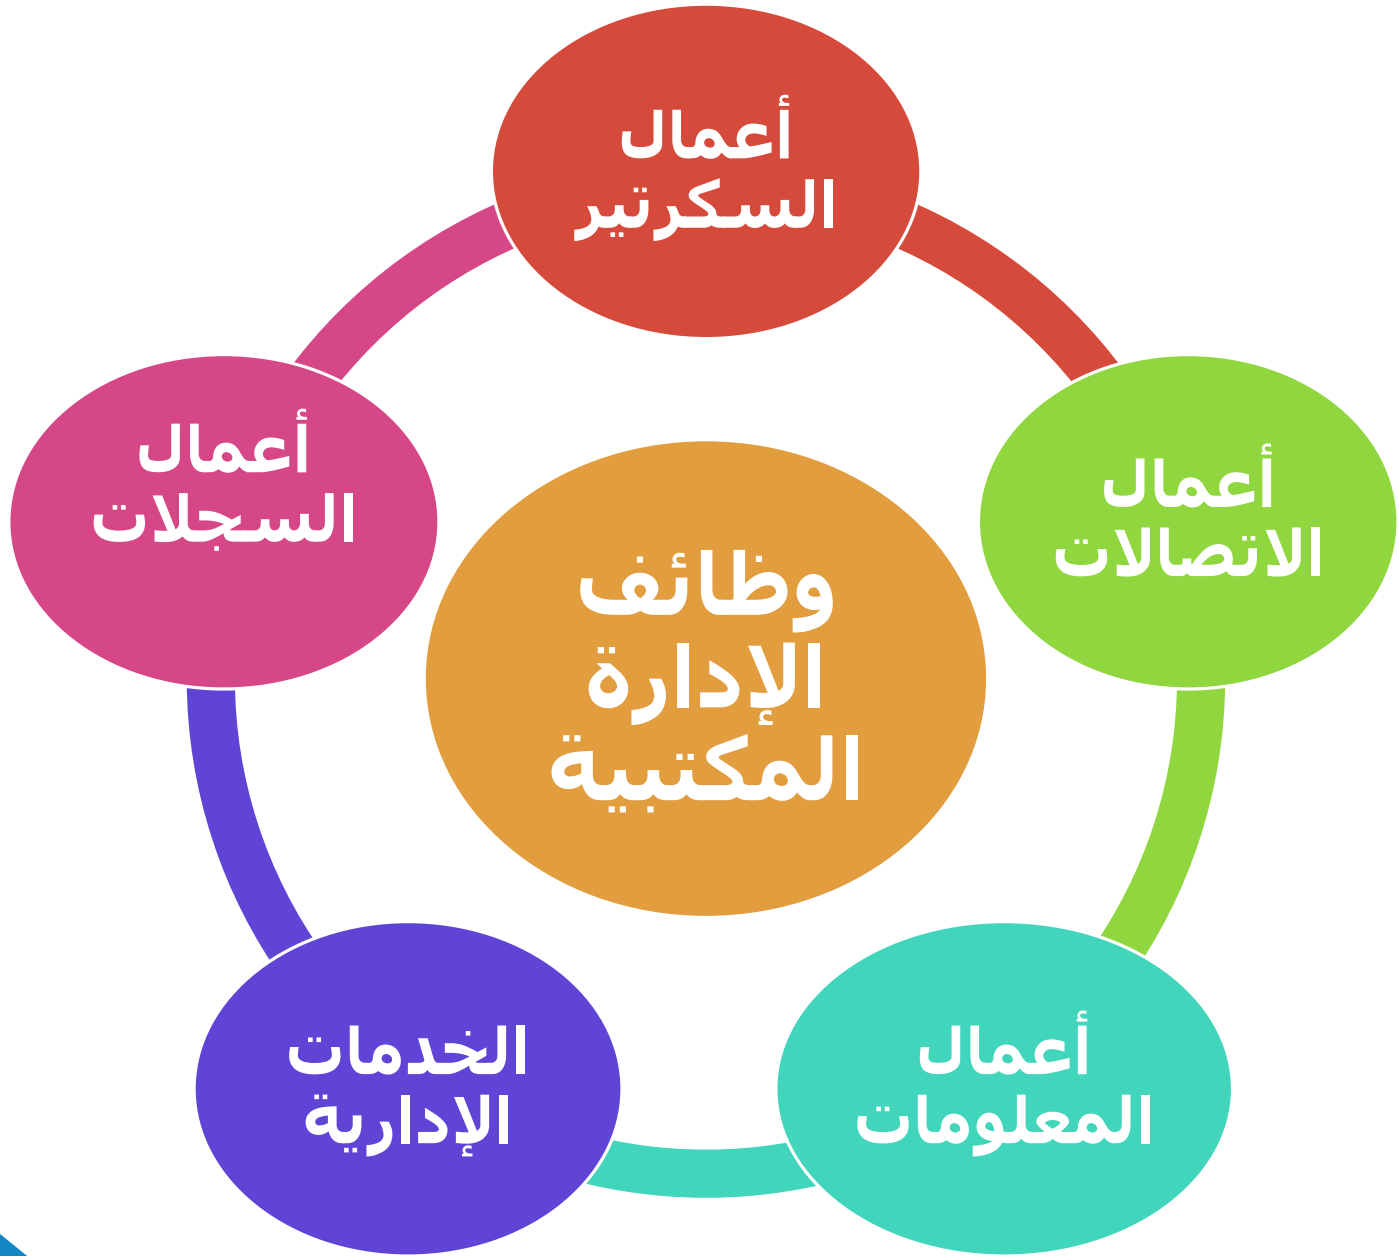 أعمال
السكرتير
أعمال
الاتصالات
أعمال
المعلومات
الخدمات
الإدارية
أعمال
السجلات
وظائف
الإدارة
المكتبية